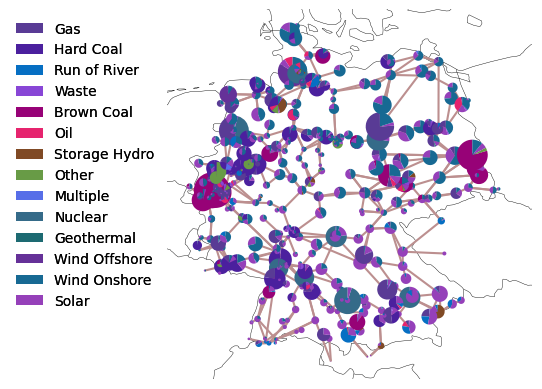 Gas
Hard Coal
Run of River
Waste
Brown Coal
Oil
Storage Hydro
Other
Multiple
Nuclear
Geothermal
Wind Offshore
Wind Onshore
Solar